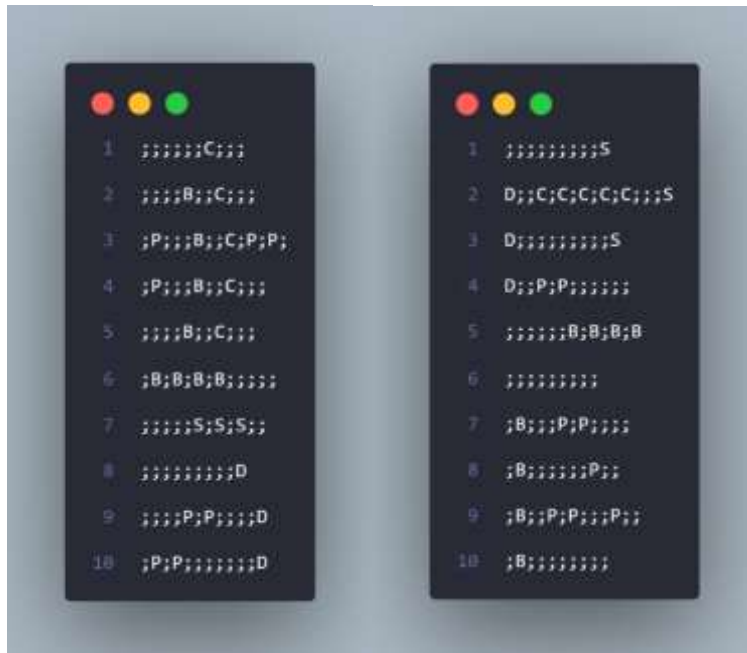 1 ;;;;;;C;;;
2 ;;;;B;;C;;;
3 ;P;;;B;;C;P;P;
4 ;P;;;B;;C;;;
5 ;;;;B;;C;;;
6 ;B;B;B;B;;;;;
7 ;;;;;S;S;S;;
8 ;;;;;;;;;D
9 ;;;;P;P;;;;D
10 ;P;P;;;;;;;D
1 ;;;;;;;;;S
2 D;;C;C;C;C;C;;;S
3 D;;;;;;;;;S
4 D;;P;P;;;;;;
5 ;;;;;;B;B;B;B
6 ;;;;;;;;;
7 ;B;;;P;P;;;;
8 ;B;;;;;;P;;
9 ;B;;P;P;;;P;;
10 ;B;;;;;;;;